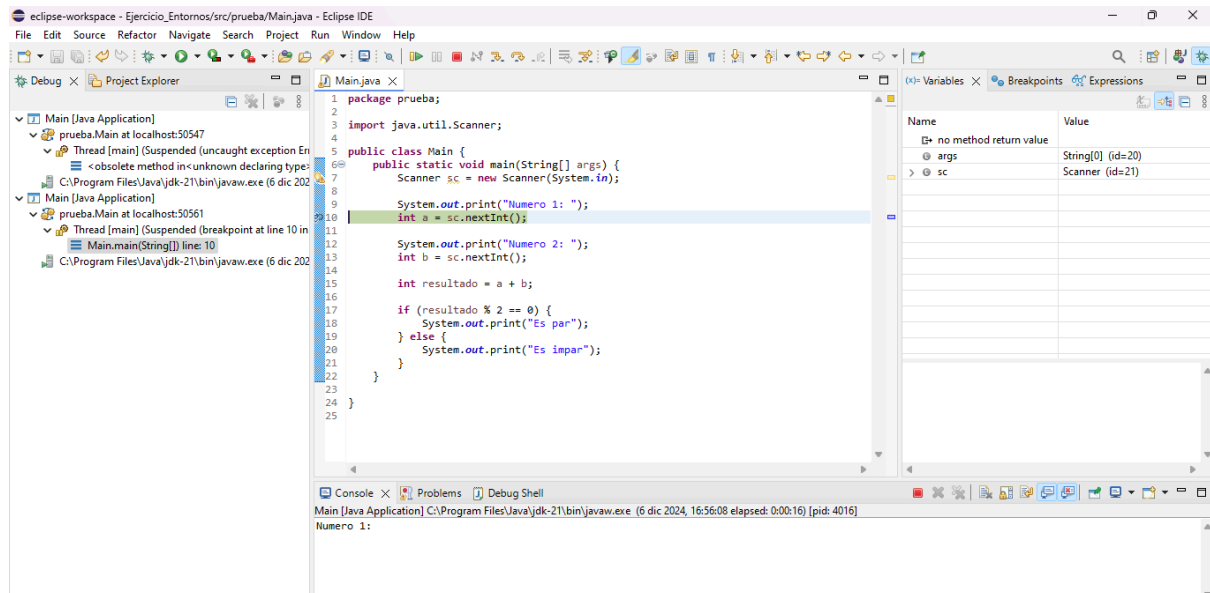 eclipse-workspace - Ejercicio_Entornos/src/prueba/Main.java - Eclipse IDE
File Edit Source Refactor Navigate Search Project Run Window Help
Debug Project Explorer
Main [Java Application]
prueba.Main at localhost:50547
Thread [main] (Suspended (uncaught exception Er
<obsolete method in<unknown declaring type>
C:\Program Files\Java\jdk-21\bin\javaw.exe (6 dic 202
Main [Java Application]
prueba.Main at localhost:50561
Thread [main] (Suspended (breakpoint at line 10 in
Main.main(String[]) line: 10
C:\Program Files\Java\jdk-21\bin\javaw.exe (6 dic 202
Main.java
1 package prueba;
2
3 import java.util.Scanner;
4
5 public class Main {
6 public static void main(String[] args) {
7 Scanner sc = new Scanner(System.in);
8
9 System.out.print("Numero 1: ");
10 int a = sc.nextInt();
11
12 System.out.print("Numero 2: ");
13 int b = sc.nextInt();
14
15 int resultado = a + b;
16
17 if (resultado % 2 == 0) {
18 System.out.print("Es par");
19 } else {
20 System.out.print("Es impar");
21 }
22 }
23
24 }
25
(x)= Variables Breakpoints Expressions
Name Value
no method return value
args String[0] (id=20)
sc Scanner (id=21)
Console Problems Debug Shell
Main [Java Application] C:\Program Files\Java\jdk-21\bin\javaw.exe (6 dic 2024, 16:56:08 elapsed: 0:00:16) [pid: 4016]
Numero 1: